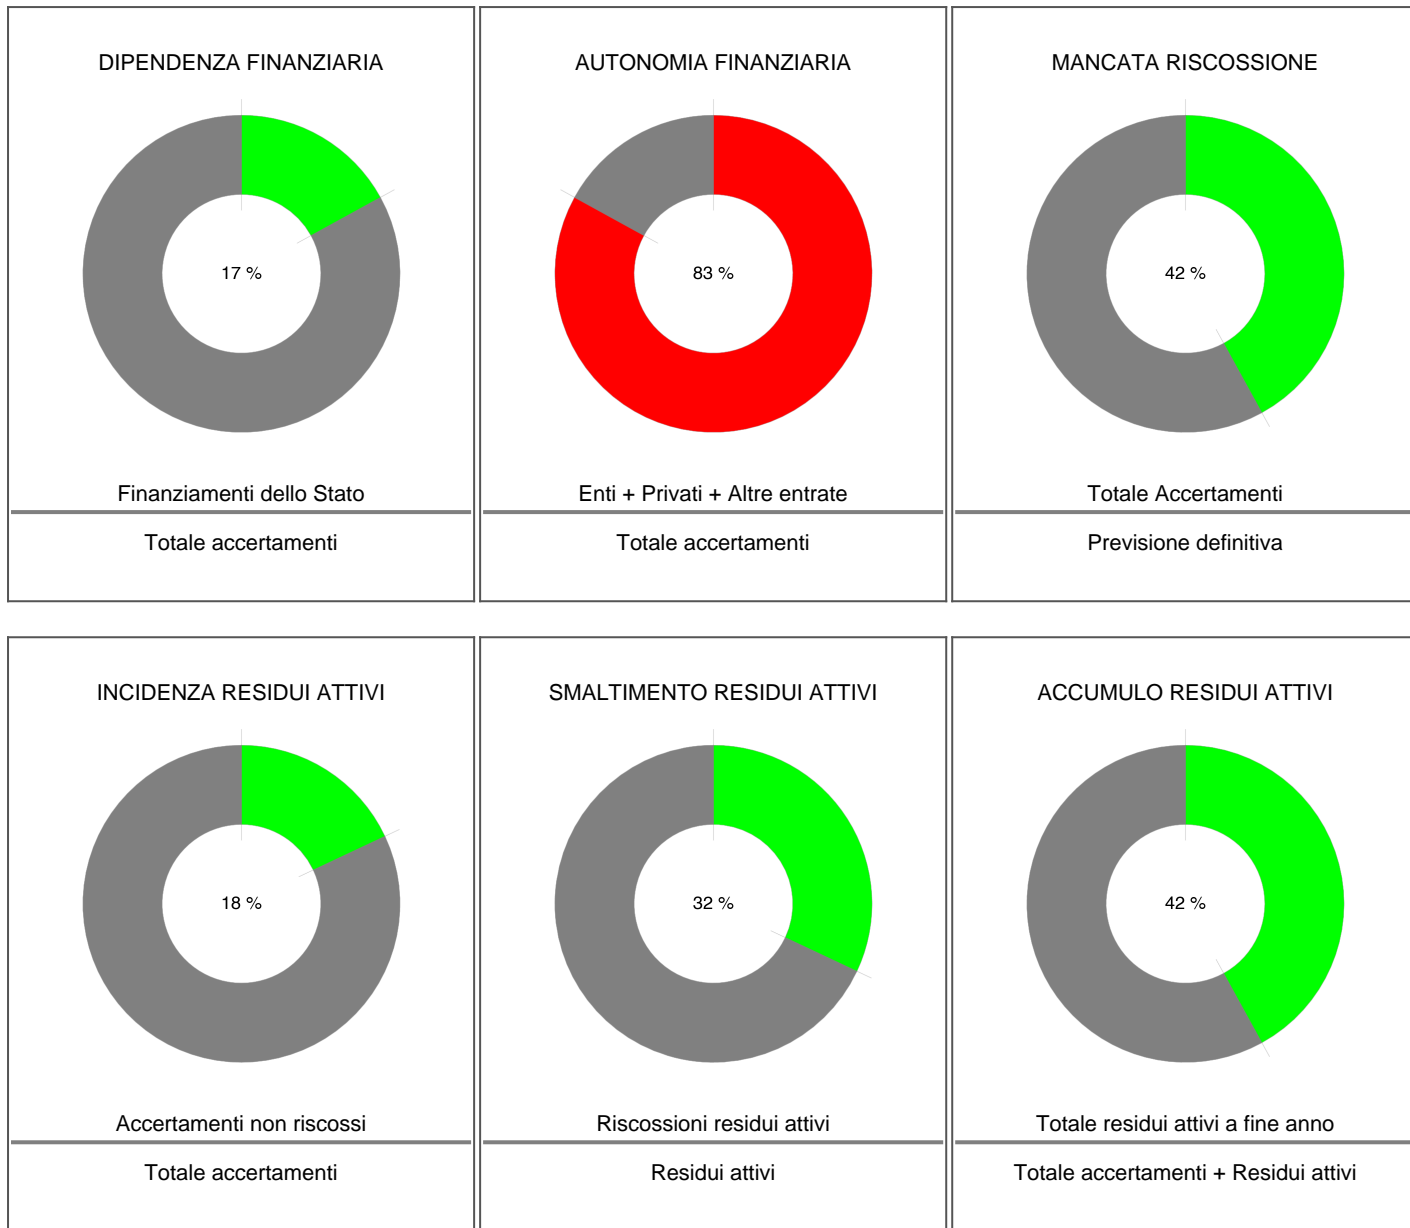 DIPENDENZA FINANZIARIA
17 %
Finanziamenti dello Stato
Totale accertamenti
AUTONOMIA FINANZIARIA
83 %
Enti + Privati + Altre entrate
Totale accertamenti
MANCATA RISCOSSIONE
42 %
Totale Accertamenti
Previsione definitiva
INCIDENZA RESIDUI ATTIVI
18 %
Accertamenti non riscossi
Totale accertamenti
SMALTIMENTO RESIDUI ATTIVI
32 %
Riscossioni residui attivi
Residui attivi
ACCUMULO RESIDUI ATTIVI
42 %
Totale residui attivi a fine anno
Totale accertamenti + Residui attivi